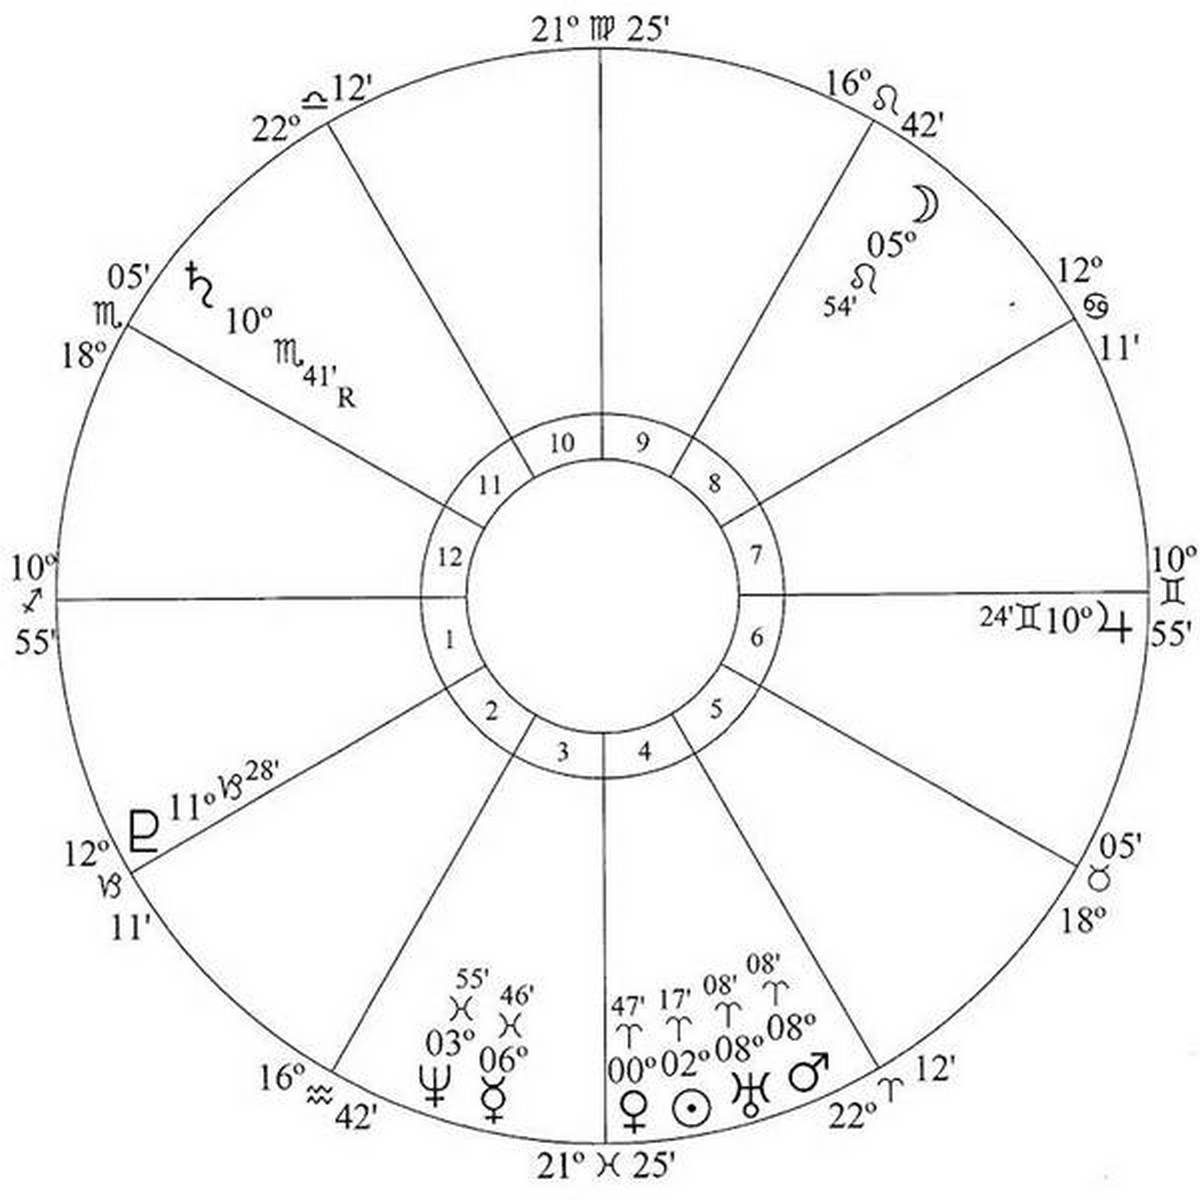 21° ♍ 25'
16° ♌ 42'
22° ♎ 12'
☽ 05° ♌ 54'
12° ♋ 11'
05' ♏ 18°
♄ 10° ♏ 41' R
10 9
11 8
12 7
10° ♐ 55'
10° ♊ 55'
24' ♊ 10° ♃
1 6
2 5
3 4
♇ 11° ♑ 28'
12° ♑ 11'
05' ♉ 18°
55' ♓ 03° ♆
46' ♓ 06° ☿
47' ♈ 00° ♀
17' ♈ 02° ☉
08' ♈ 08° ♅
08' ♈ 08° ♂
16° ♒ 42'
22° ♈ 12'
21° ♓ 25'